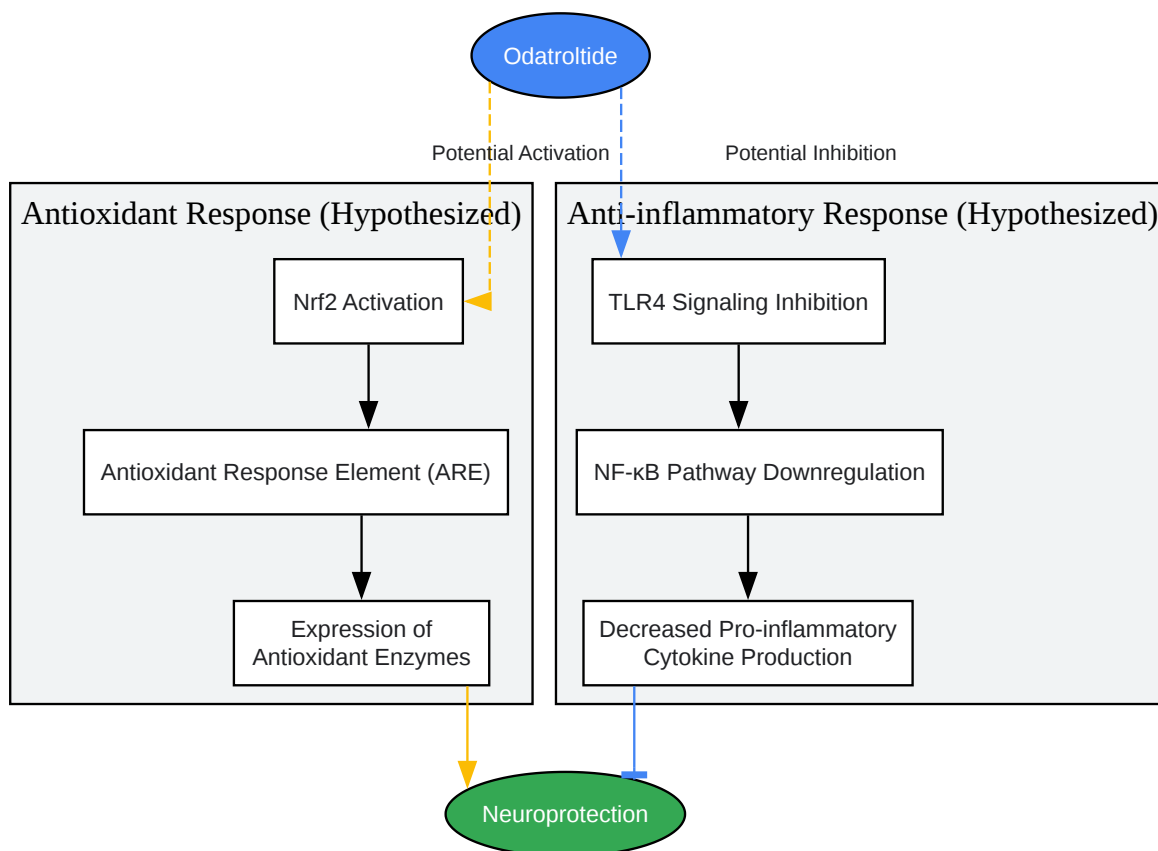 Odatroltide
Potential Activation
Potential Inhibition
Antioxidant Response (Hypothesized)
Anti-inflammatory Response (Hypothesized)
Nrf2 Activation
TLR4 Signaling Inhibition
Antioxidant Response Element (ARE)
NF-κB Pathway Downregulation
Expression of
Antioxidant Enzymes
Decreased Pro-inflammatory
Cytokine Production
Neuroprotection